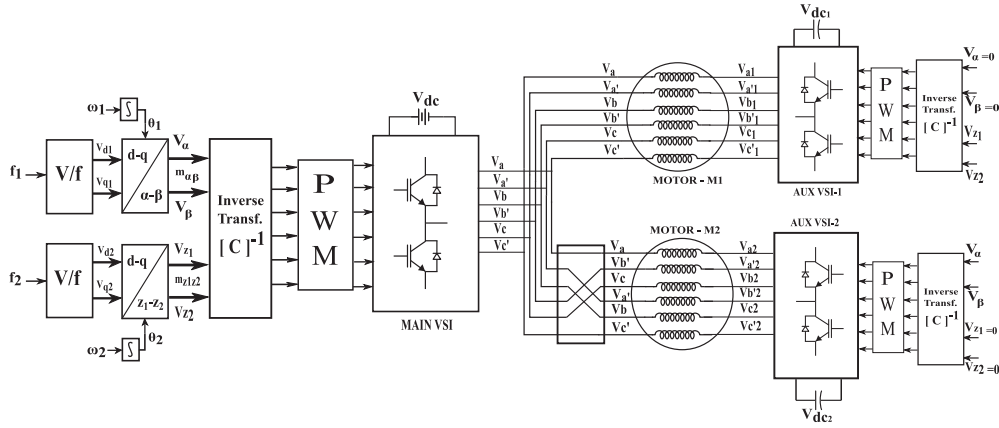 ω1
∫
θ1
f1
V/f
Vd1
Vq1
d-q
α-β
Vα
mαβ
Vβ
f2
V/f
Vd2
Vq2
d-q
z1-z2
Vz1
mz1z2
Vz2
ω2
∫
θ2
Inverse
Transf.
[C]-1
P
W
M
Vdc
MAIN VSI
Va
Va'
Vb
Vb'
Vc
Vc'
Va
Va'
Vb
Vb'
Vc
Vc'
MOTOR - M1
Va1
Va'1
Vb1
Vb'1
Vc1
Vc'1
Vdc1
AUX VSI-1
P
W
M
Inverse
Transf.
[C]-1
Vα=0
Vβ=0
Vz1
Vz2
Va
Vb'
Vc
Va'
Vb
Vc'
MOTOR - M2
Va2
Va'2
Vb2
Vb'2
Vc2
Vc'2
AUX VSI-2
Vdc2
P
W
M
Inverse
Transf.
[C]-1
Vα
Vβ
Vz1=0
Vz2=0